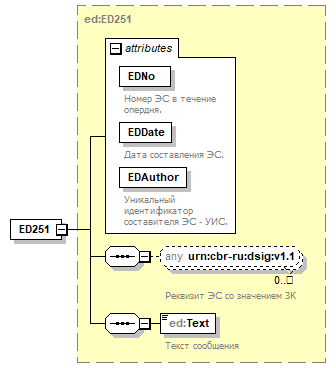 ed:ED251
attributes
EDNo
Номер ЭС в течение
опердня.
EDDate
Дата составления ЭС.
EDAuthor
Уникальный
идентификатор
составителя ЭС - УИС.
ED251
any urn:cbr-ru:dsig:v1.1
0..□
Реквизит ЭС со значением ЗК
ed:Text
Текст сообщения